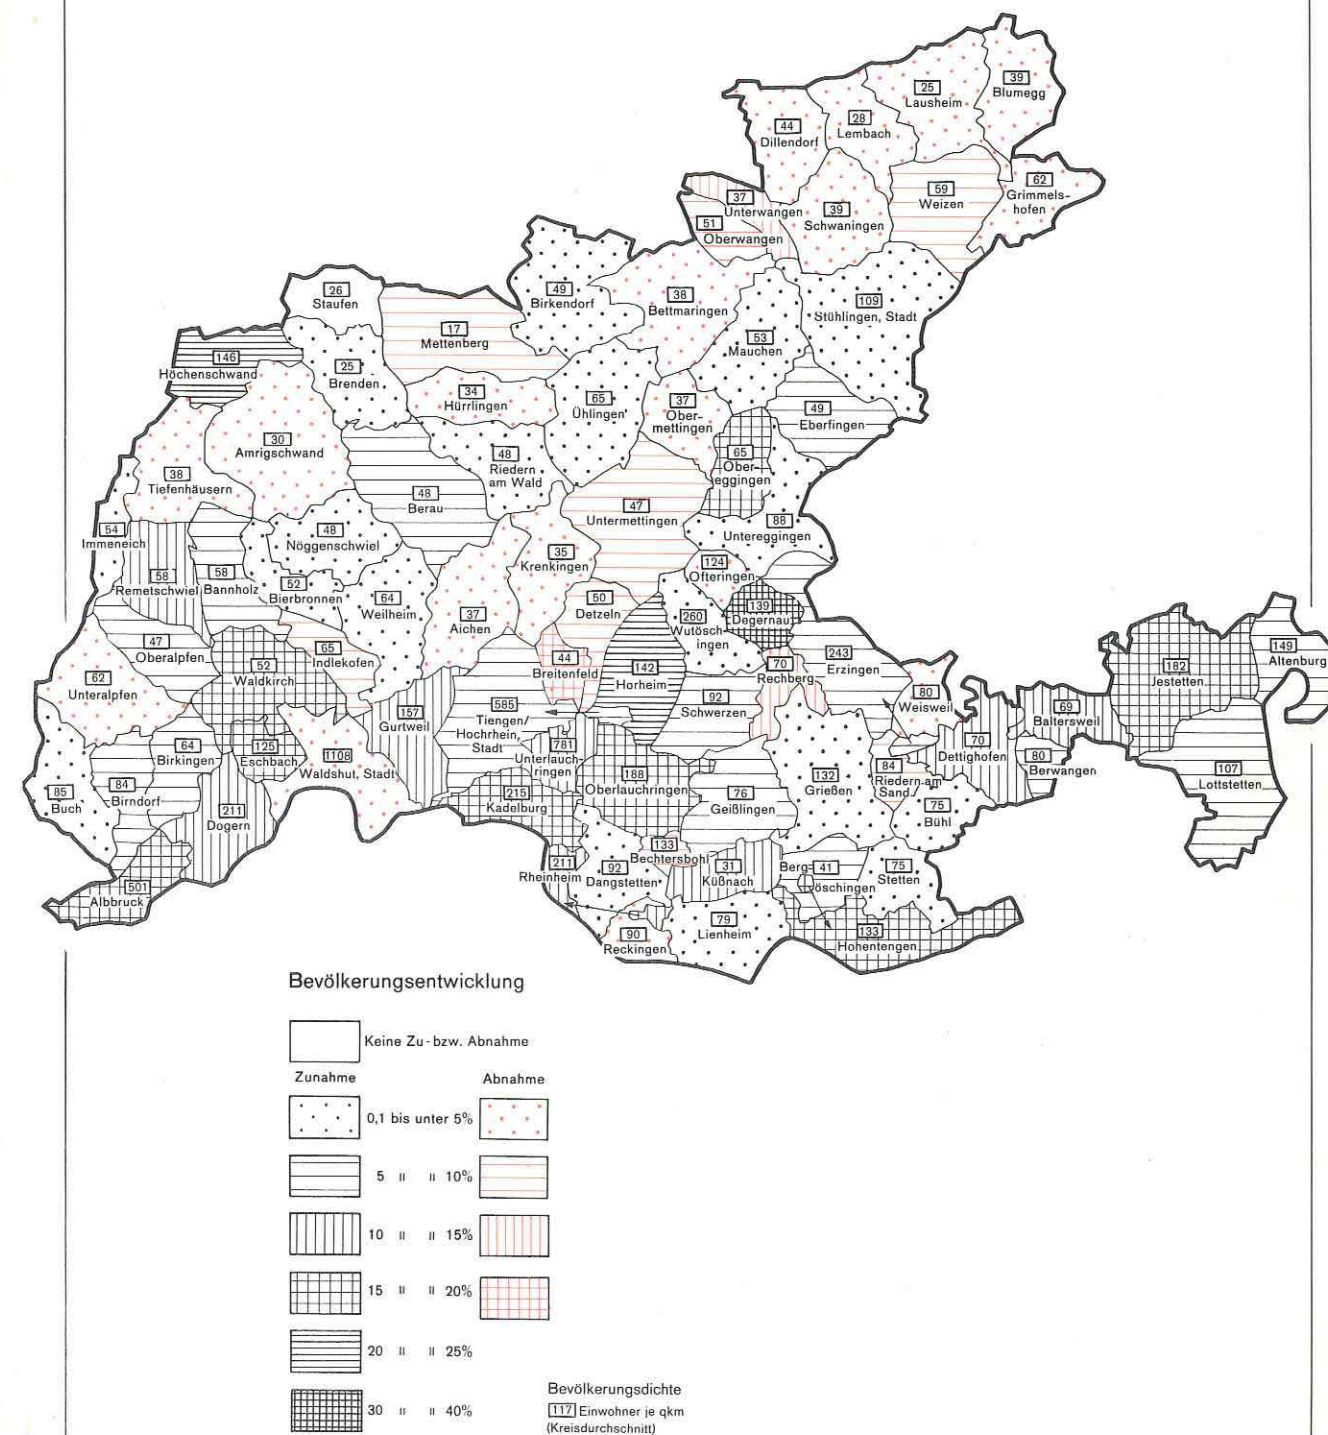 39
Blumegg
25
Lausheim
28
Lembach
44
Dillendorf
62
Grimmels-
hofen
59
Weizen
37
Unterwangen
39
Schwaningen
51
Oberwangen
26
Staufen
49
Birkendorf
38
Bettmaringen
109
Stühlingen, Stadt
17
Mettenberg
53
Mauchen
146
Höchenschwand
25
Brenden
34
Hürrlingen
65
Ühlingen
37
Ober-
mettingen
49
Eberfingen
30
Amrigschwand
48
Riedern
am Wald
65
Ober-
eggingen
38
Tiefenhäusern
48
Berau
47
Untermettingen
88
Untereggingen
54
Immeneich
48
Nöggenschwiel
35
Krenkingen
124
Ofteringen
58
Remetschwiel
58
Bannholz
52
Bierbronnen
64
Weilheim
37
Aichen
50
Detzeln
260
Wutösch-
ingen
139
Degernau
47
Oberalpfen
65
Indlekofen
52
Waldkirch
44
Breitenfeld
142
Horheim
70
Rechberg
243
Erzingen
149
Altenburg
182
Jestetten
62
Unteralpfen
157
Gurtweil
585
Tiengen/
Hochrhein,
Stadt
92
Schwerzen
80
Weisweil
69
Baltersweil
64
Birkingen
125
Eschbach
1108
Waldshut, Stadt
781
Unterlauch-
ringen
188
Oberlauchringen
132
Grießen
84
Riedern am
Sand
70
Dettighofen
80
Berwangen
107
Lottstetten
85
Buch
84
Birndorf
211
Dogern
215
Kadelburg
76
Geißlingen
75
Bühl
501
Albbruck
211
Rheinheim
92
Dangstetten
133
Bechtersbohl
31
Küßnach
41
Berg-
öschingen
75
Stetten
90
Reckingen
79
Lienheim
133
Hohentengen
Bevölkerungsentwicklung
Keine Zu- bzw. Abnahme
Zunahme Abnahme
0,1 bis unter 5%
5 " " 10%
10 " " 15%
15 " " 20%
20 " " 25%
30 " " 40%
Bevölkerungsdichte
117 Einwohner je qkm
(Kreisdurchschnitt)